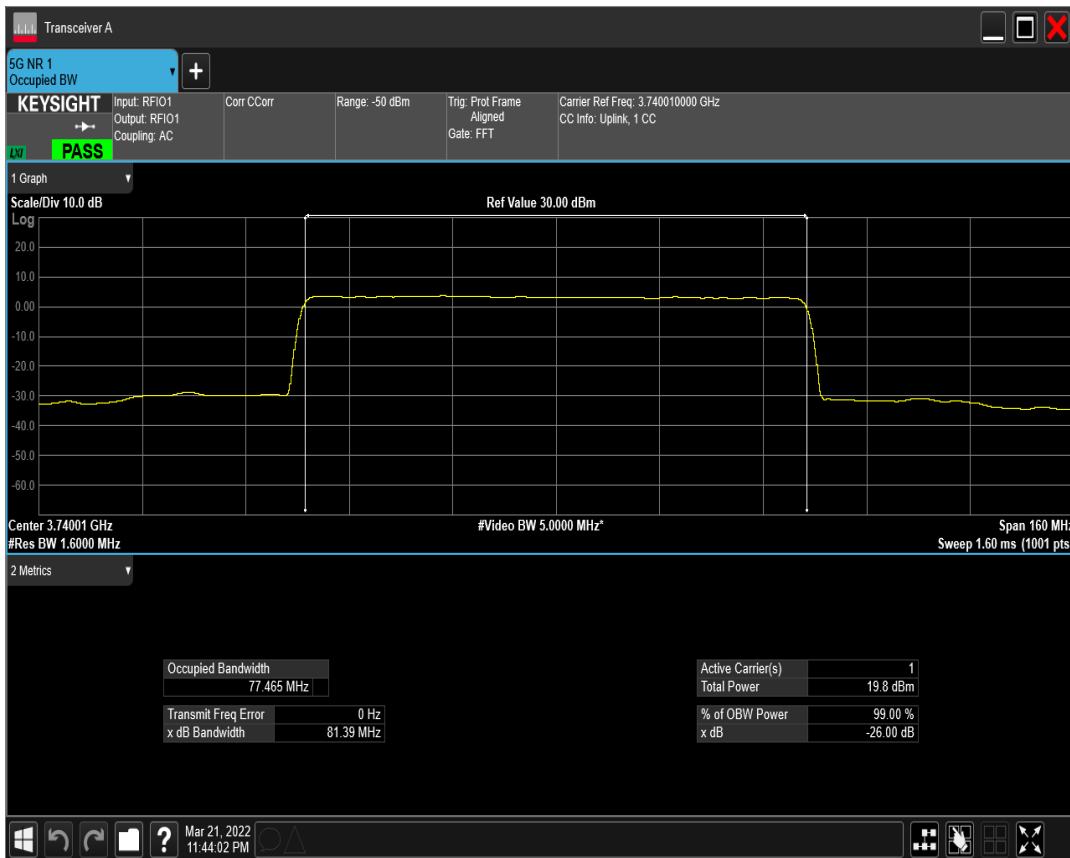 Transceiver A
5G NR 1
Occupied BW
KEYSIGHT
LXI
PASS
Input: RFIO1
Output: RFIO1
Coupling: AC
Corr CCorr
Range: -50 dBm
Trig: Prot Frame
Aligned
Gate: FFT
Carrier Ref Freq: 3.740010000 GHz
CC Info: Uplink, 1 CC
1 Graph
Scale/Div 10.0 dB
Ref Value 30.00 dBm
Log
20.0
10.0
0.00
-10.0
-20.0
-30.0
-40.0
-50.0
-60.0
Center 3.74001 GHz
#Video BW 5.0000 MHz*
Span 160 MHz
#Res BW 1.6000 MHz
Sweep 1.60 ms (1001 pts
2 Metrics
Occupied Bandwidth
77.465 MHz
Transmit Freq Error 0 Hz
x dB Bandwidth 81.39 MHz
Active Carrier(s) 1
Total Power 19.8 dBm
% of OBW Power 99.00 %
x dB -26.00 dB
?
Mar 21, 2022
11:44:02 PM